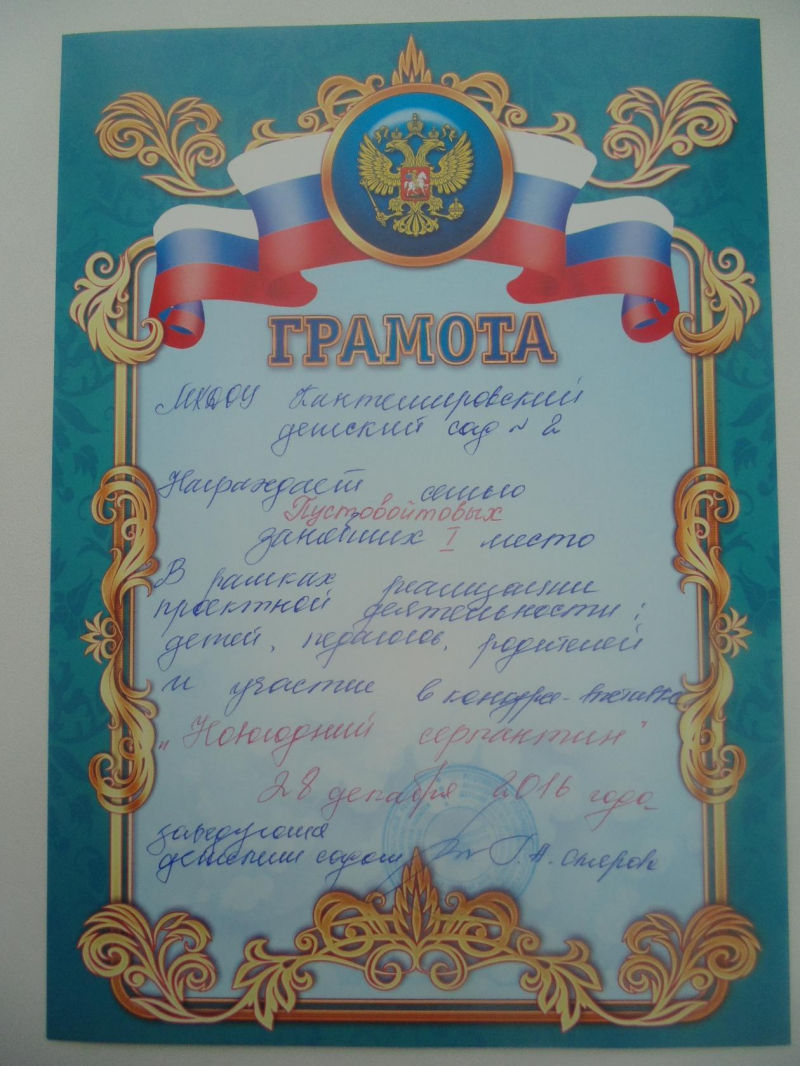 ГРАМОТА
МКДОУ Кантемировский
детский сад № 2
Награждает семью
Пустовойтовых
занявших I место
В рамках реализации
проектной деятельности:
детей, педагогов, родителей
и участие в конкурсе-выставке
"Новогодний серпантин"
28 декабря 2016 года
заведующая
детским садом Г.А.